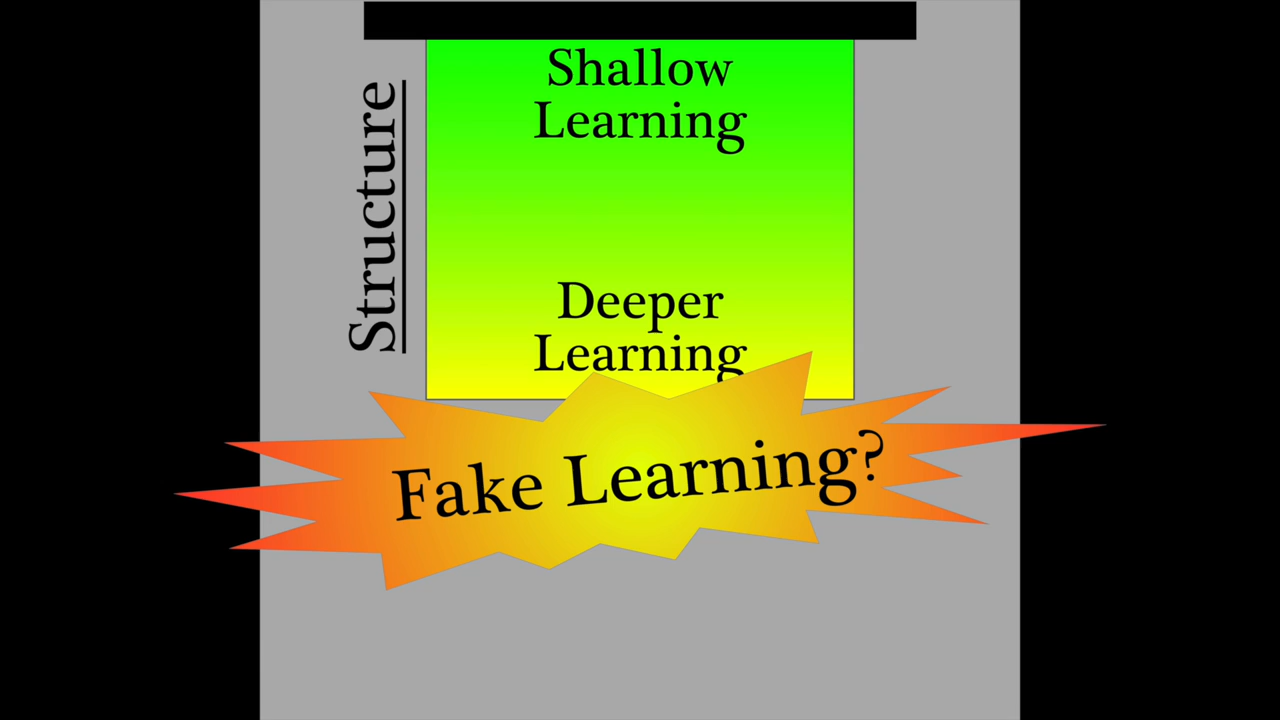 Structure
Shallow
Learning
Deeper
Learning
Fake Learning?